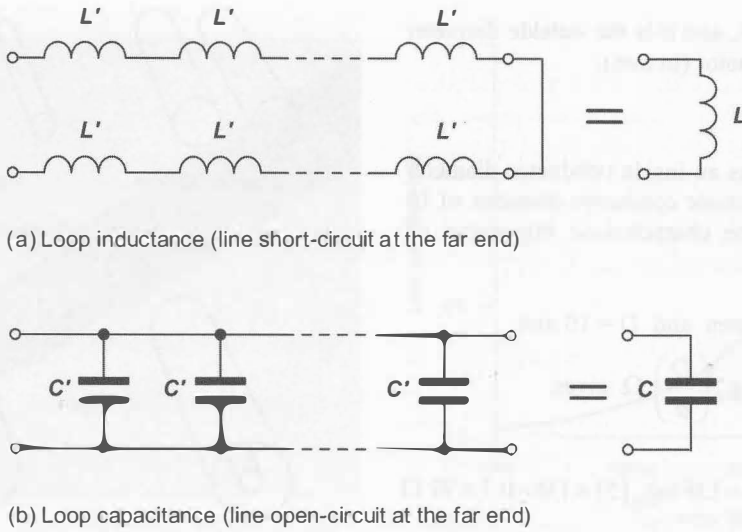 L' L' L'
L
L' L' L'
(a) Loop inductance (line short-circuit at the far end)
C' C' C' C
(b) Loop capacitance (line open-circuit at the far end)